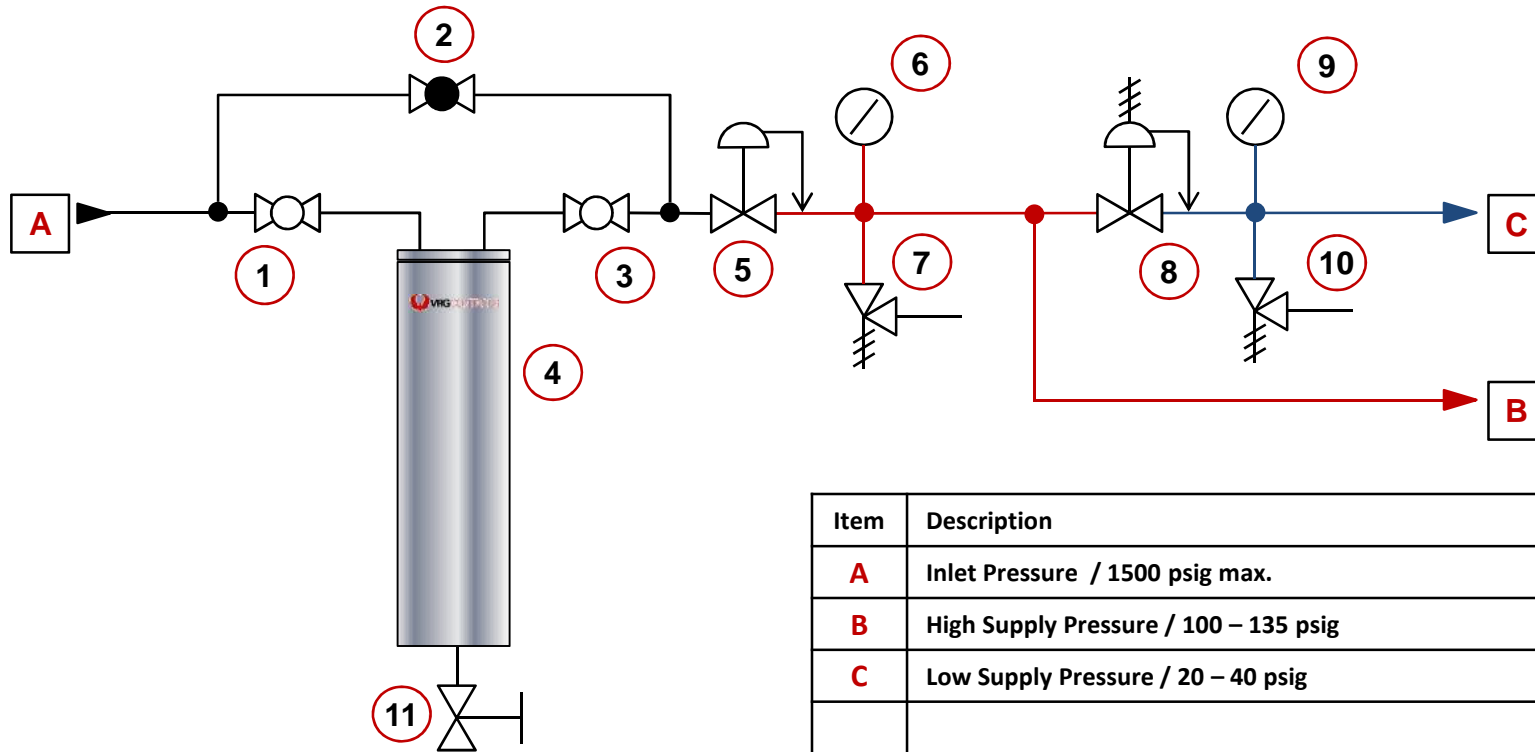 2
6
9
A
C
1
3
5
7
8
10
VRG
4
B
11
Item Description
A Inlet Pressure / 1500 psig max.
B High Supply Pressure / 100 – 135 psig
C Low Supply Pressure / 20 – 40 psig